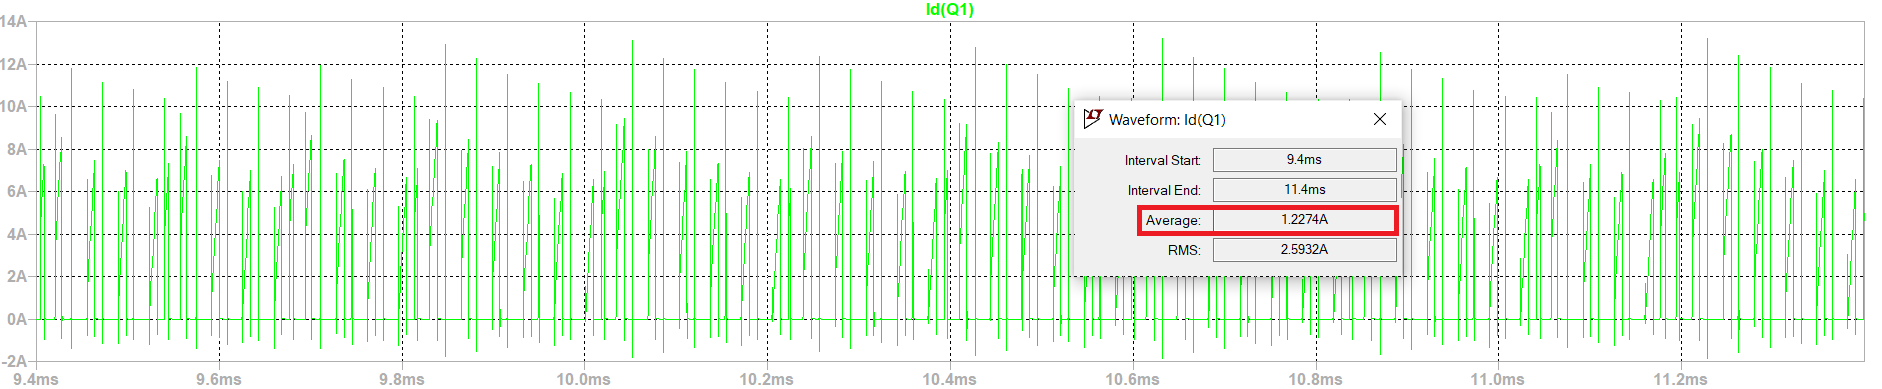 Id(Q1)
14A
12A
10A
8A
6A
4A
2A
0A
-2A
9.4ms 9.6ms 9.8ms 10.0ms 10.2ms 10.4ms 10.6ms 10.8ms 11.0ms 11.2ms
Waveform: Id(Q1)
Interval Start: 9.4ms
Interval End: 11.4ms
Average: 1.2274A
RMS: 2.5932A